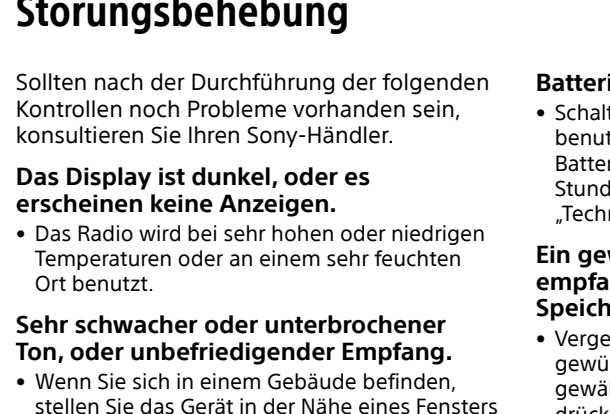 Störungsbehebung
Sollten nach der Durchführung der folgenden
Kontrollen noch Probleme vorhanden sein,
konsultieren Sie Ihren Sony-Händler.
Das Display ist dunkel, oder es
erscheinen keine Anzeigen.
• Das Radio wird bei sehr hohen oder niedrigen
Temperaturen oder an einem sehr feuchten
Ort benutzt.
Sehr schwacher oder unterbrochener
Ton, oder unbefriedigender Empfang.
• Wenn Sie sich in einem Gebäude befinden,
stellen Sie das Gerät in der Nähe eines Fensters
Batteri
• Schalt
benut
Batter
Stund
„Techn
Ein gew
empfa
Speich
• Verge
gewü
gewäh